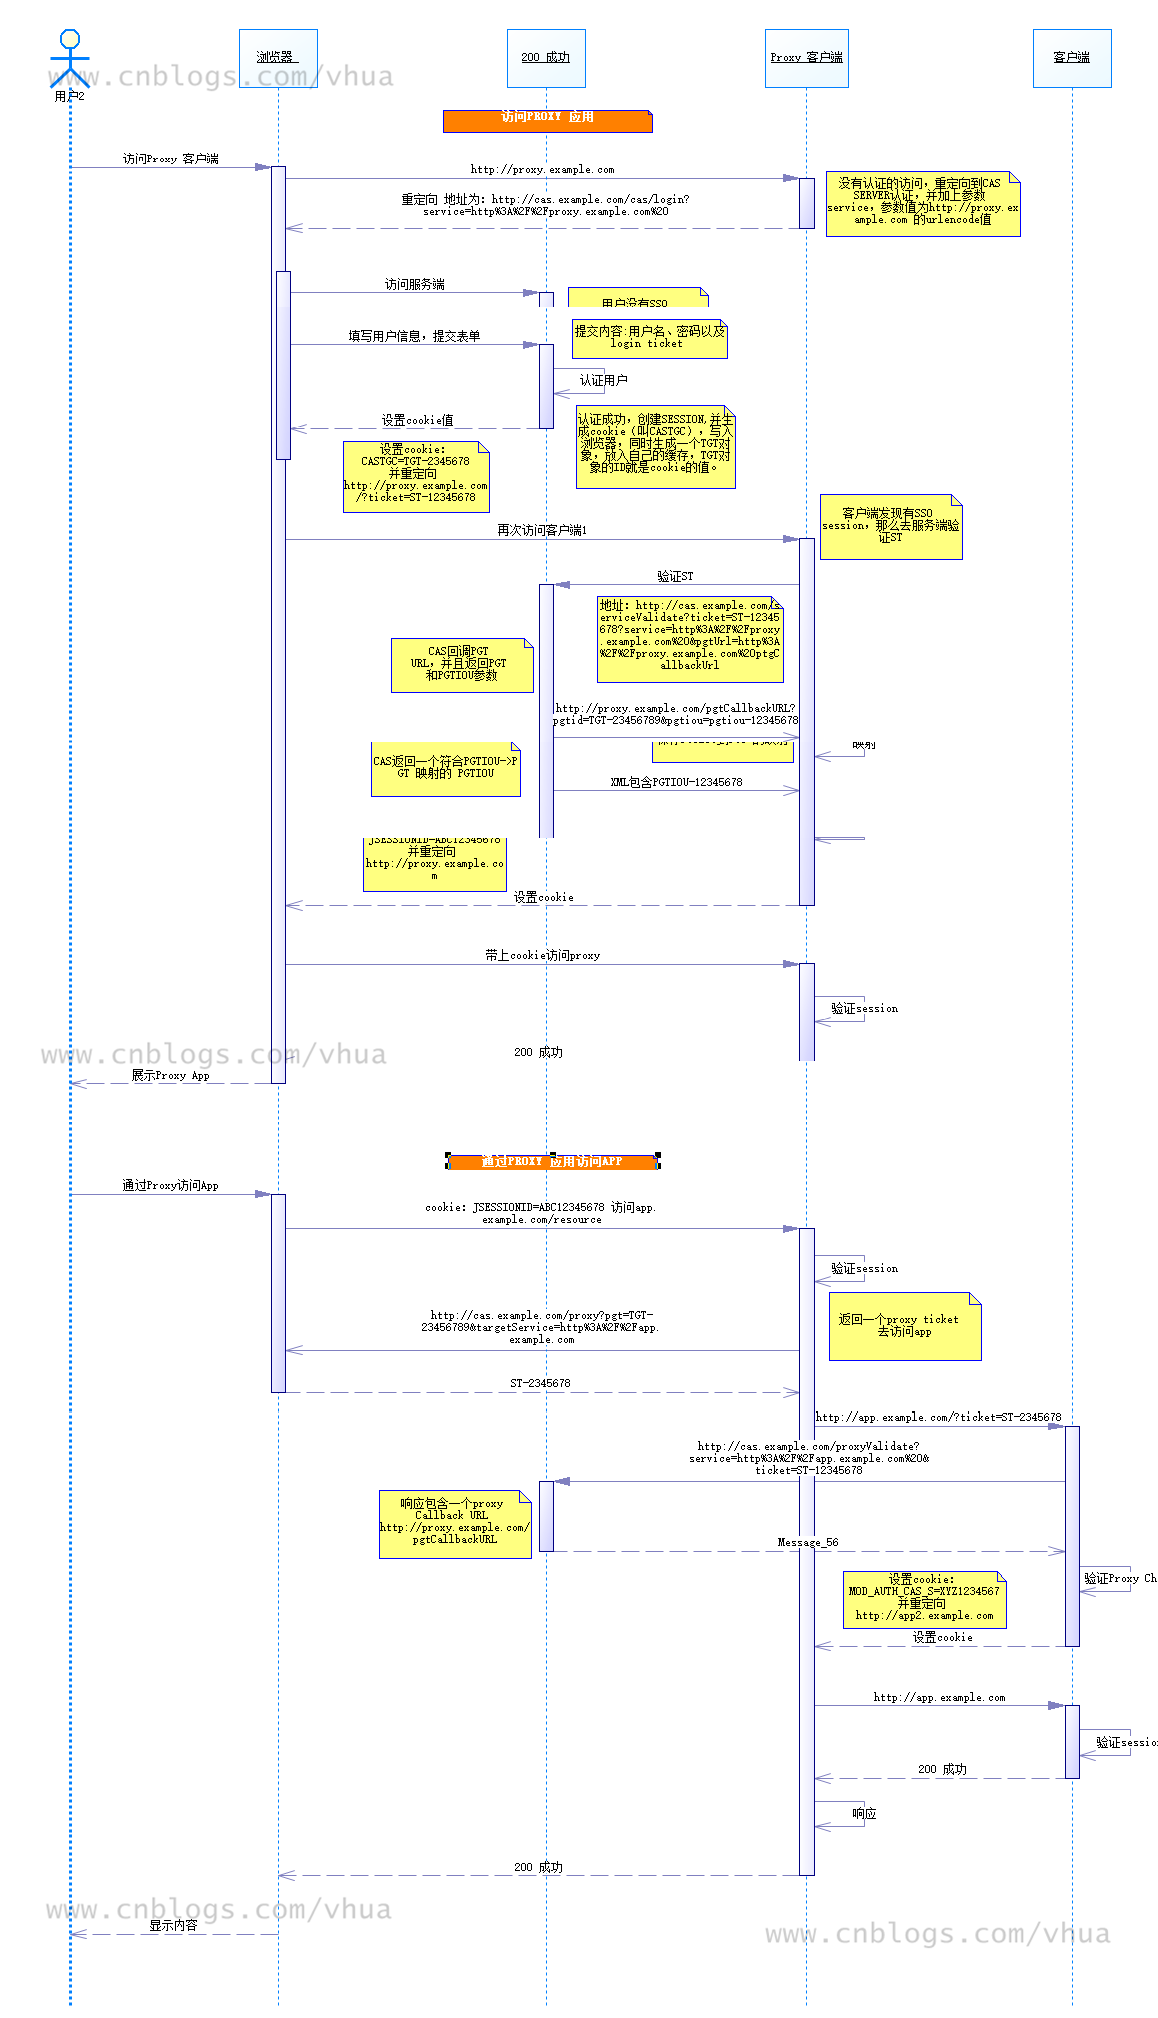 浏览器
200 成功
Proxy 客户端
客户端
www.cnblogs.com/vhua
用户2
访问PROXY 应用
访问Proxy 客户端
http://proxy.example.com
没有认证的访问，重定向到CAS
SERVER认证，并加上参数
service，参数值为http://proxy.ex
ample.com 的urlencode值
重定向 地址为：http://cas.example.com/cas/login?
service=http%3A%2F%2Fproxy.example.com%20
访问服务端
用户没有SSO
填写用户信息，提交表单
提交内容:用户名、密码以及
login ticket
认证用户
设置cookie值
认证成功，创建SESSION,并生
成cookie（叫CASTGC），写入
浏览器，同时生成一个TGT对
象，放入自己的缓存，TGT对
象的ID就是cookie的值。
设置cookie：
CASTGC=TGT-2345678
并重定向
http://proxy.example.com
/?ticket=ST-12345678
客户端发现有SSO
session，那么去服务端验
证ST
再次访问客户端1
验证ST
地址：http://cas.example.com/s
erviceValidate?ticket=ST-12345
678?service=http%3A%2F%2Fproxy
.example.com%20&pgtUrl=http%3A
%2F%2Fproxy.example.com%20ptgC
allbackUrl
CAS回调PGT
URL，并且返回PGT
和PGTIOU参数
http://proxy.example.com/pgtCallbackURL?
pgtid=TGT-23456789&pgtiou=pgtiou-12345678
映射
CAS返回一个符合PGTIOU->P
GT 映射的 PGTIOU
XML包含PGTIOU-12345678
JSESSIONID=ABC12345678
并重定向
http://proxy.example.co
m
设置cookie
带上cookie访问proxy
验证session
200 成功
www.cnblogs.com/vhua
展示Proxy App
通过PROXY 应用访问APP
通过Proxy访问App
cookie：JSESSIONID=ABC12345678 访问app.
example.com/resource
验证session
返回一个proxy ticket
去访问app
http://cas.example.com/proxy?pgt=TGT-
23456789&targetService=http%3A%2F%2Fapp.
example.com
ST-2345678
http://app.example.com/?ticket=ST-2345678
http://cas.example.com/proxyValidate?
service=http%3A%2F%2Fapp.example.com%20&
ticket=ST-12345678
响应包含一个proxy
Callback URL
http://proxy.example.com/
pgtCallbackURL
Message_56
验证Proxy Ch
设置cookie：
MOD_AUTH_CAS_S=XYZ1234567
并重定向
http://app2.example.com
设置cookie
http://app.example.com
验证sessio
200 成功
响应
200 成功
www.cnblogs.com/vhua
显示内容
www.cnblogs.com/vhua